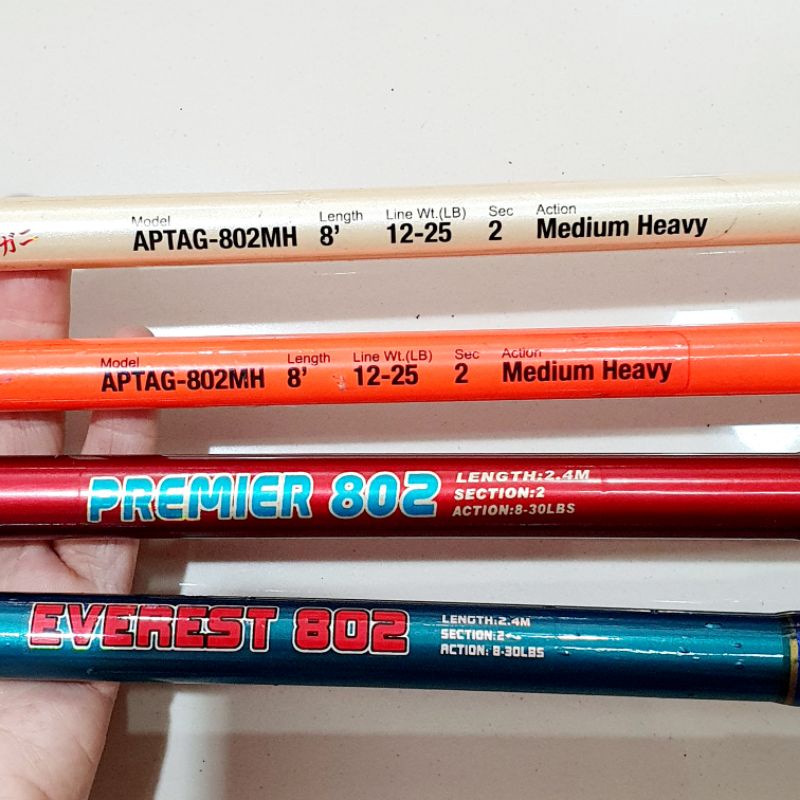 ガニ
Model Length Line Wt.(LB) Sec Action
APTAG-802MH 8' 12-25 2 Medium Heavy
Model Length Line Wt.(LB) Sec Action
APTAG-802MH 8' 12-25 2 Medium Heavy
PREMIER 802
LENGTH:2.4M
SECTION:2
ACTION:8-30LBS
EVEREST 802
LENGTH:2.4M
SECTION:2
ACTION: 8-30LBS